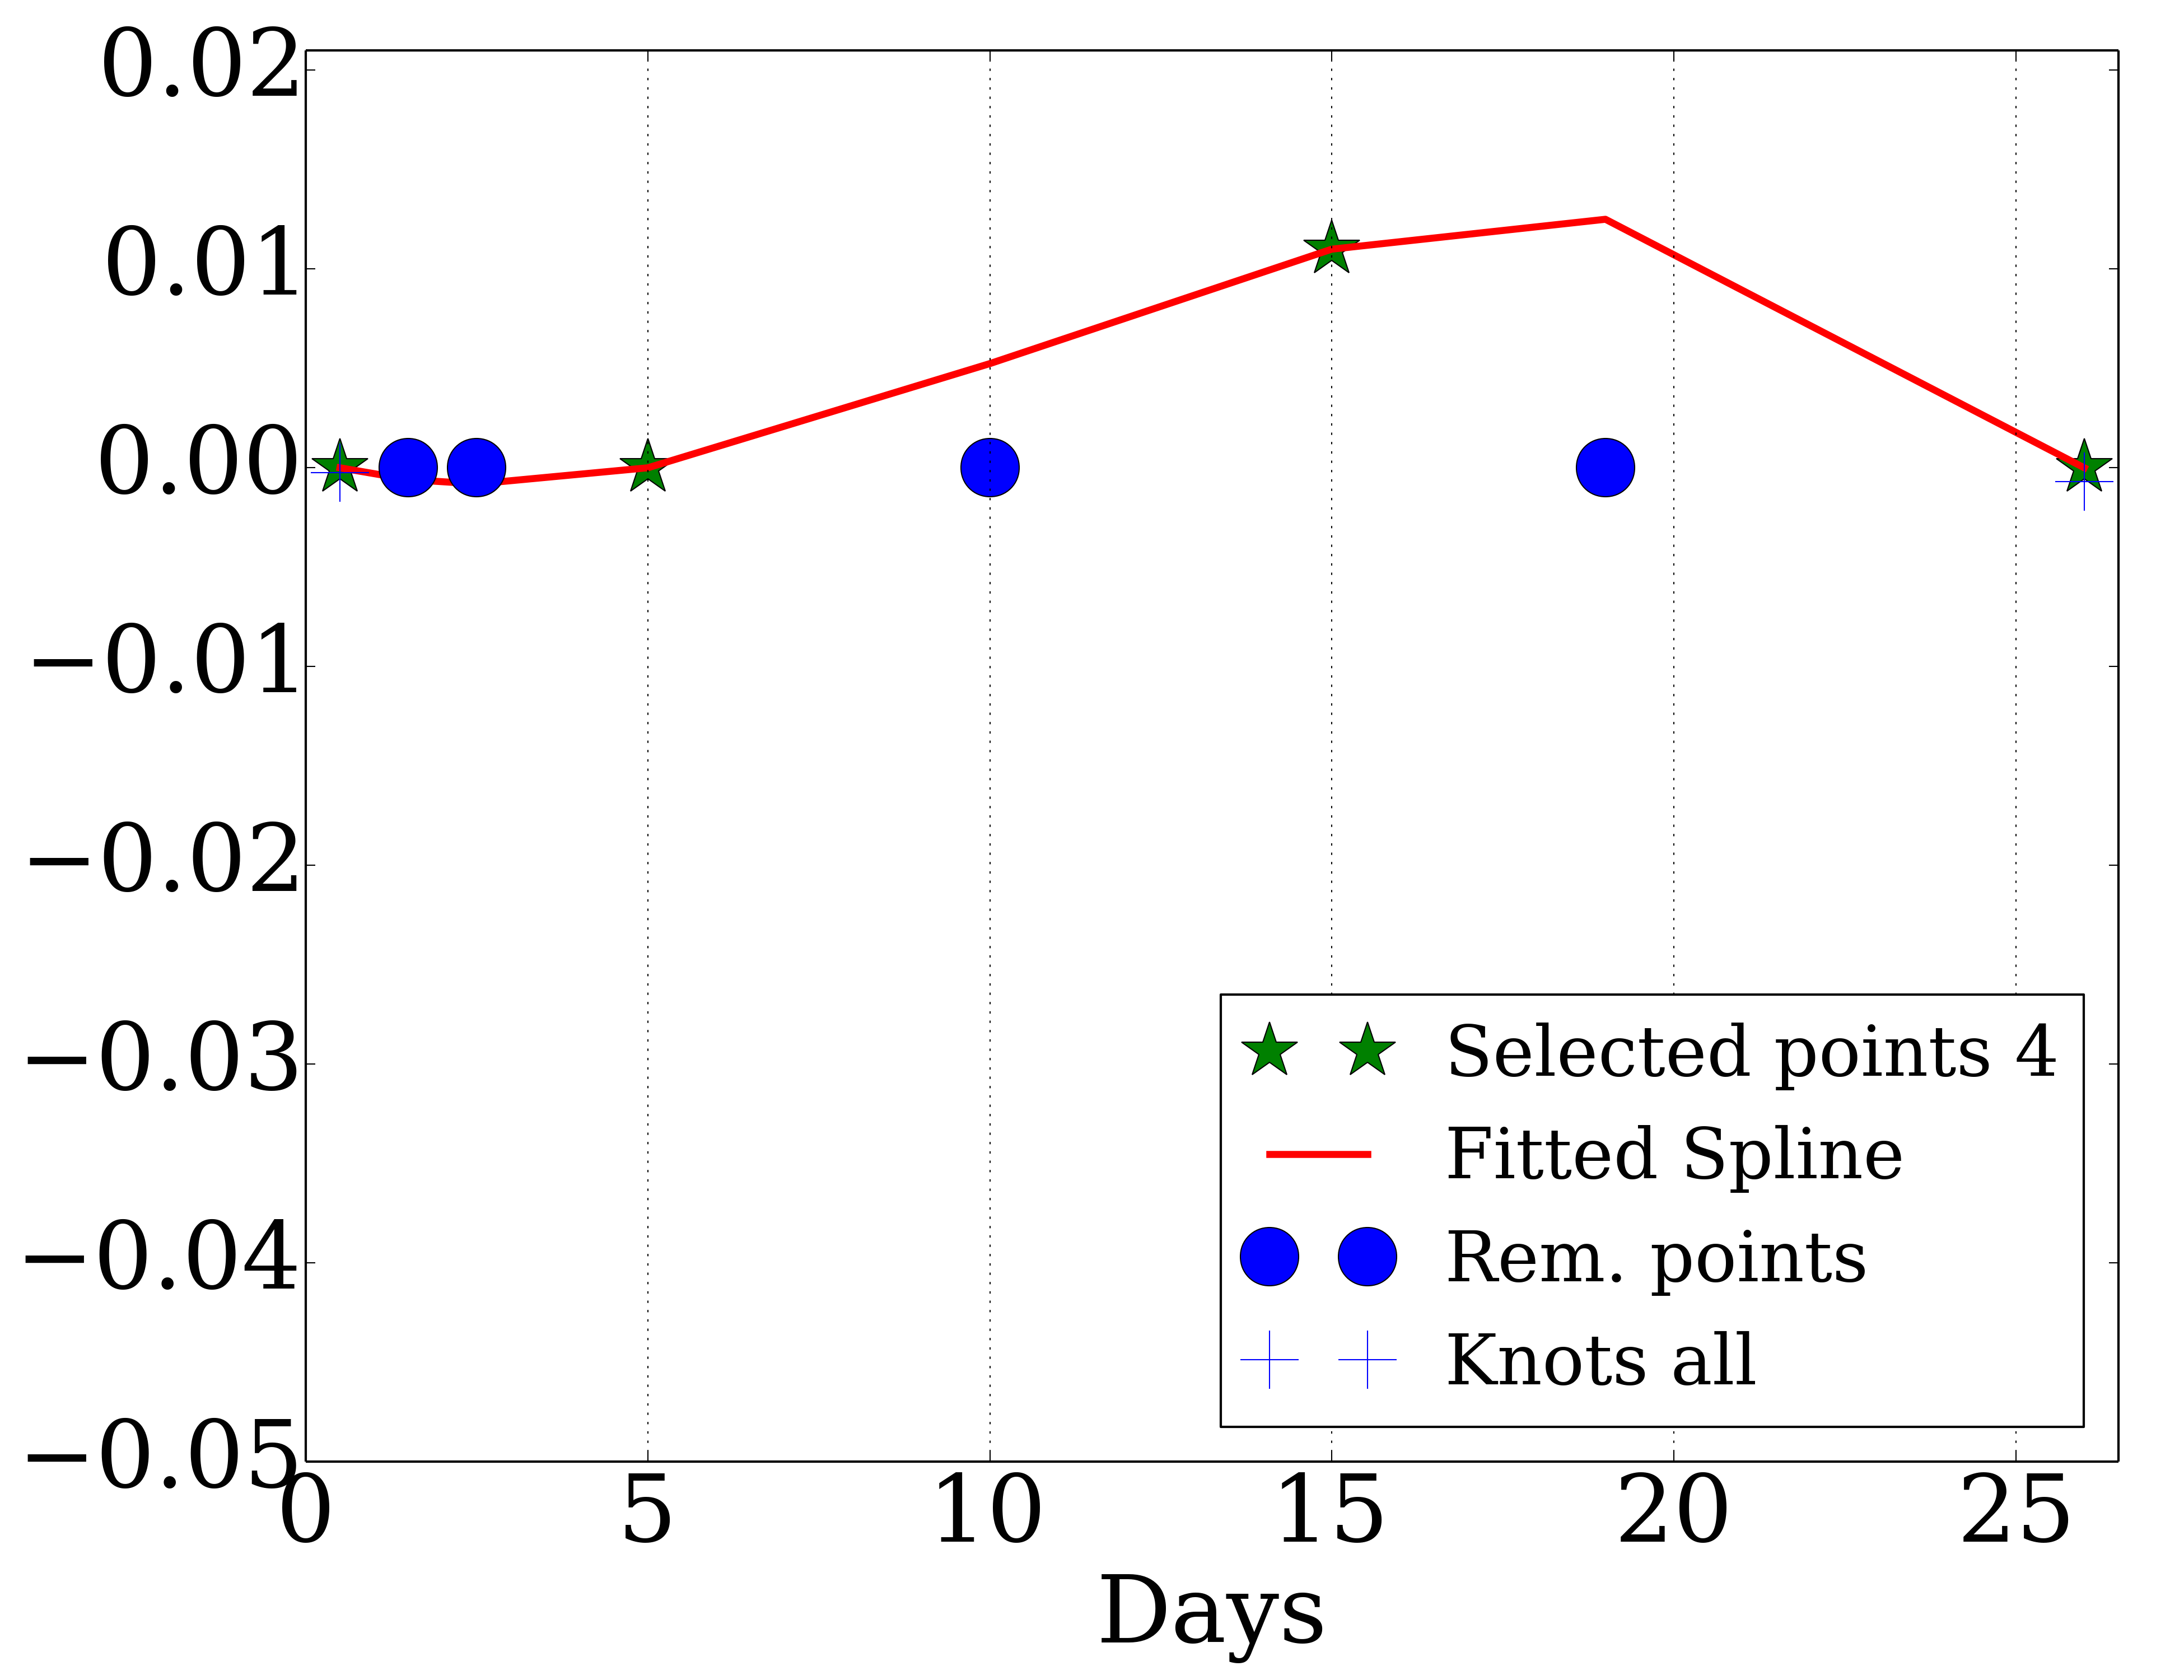 0.02
0.01
0.00
−0.01
−0.02
−0.03
−0.04
−0.05
0 5 10 15 20 25
Days
Selected points 4
Fitted Spline
Rem. points
Knots all